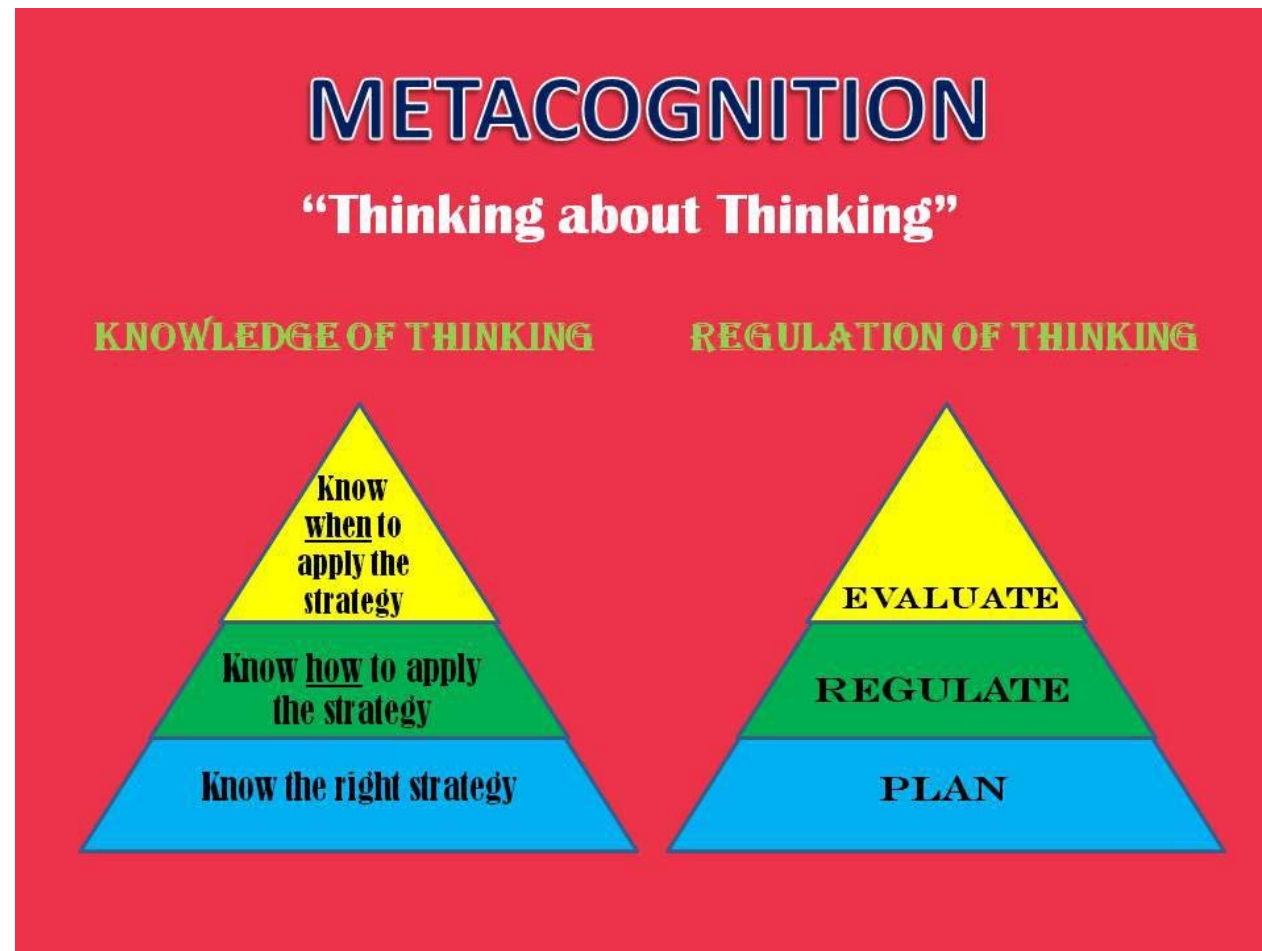 METACOGNITION
“Thinking about Thinking”
KNOWLEDGE OF THINKING
REGULATION OF THINKING
Know
when to
apply the
strategy
Know how to apply
the strategy
Know the right strategy
EVALUATE
REGULATE
PLAN